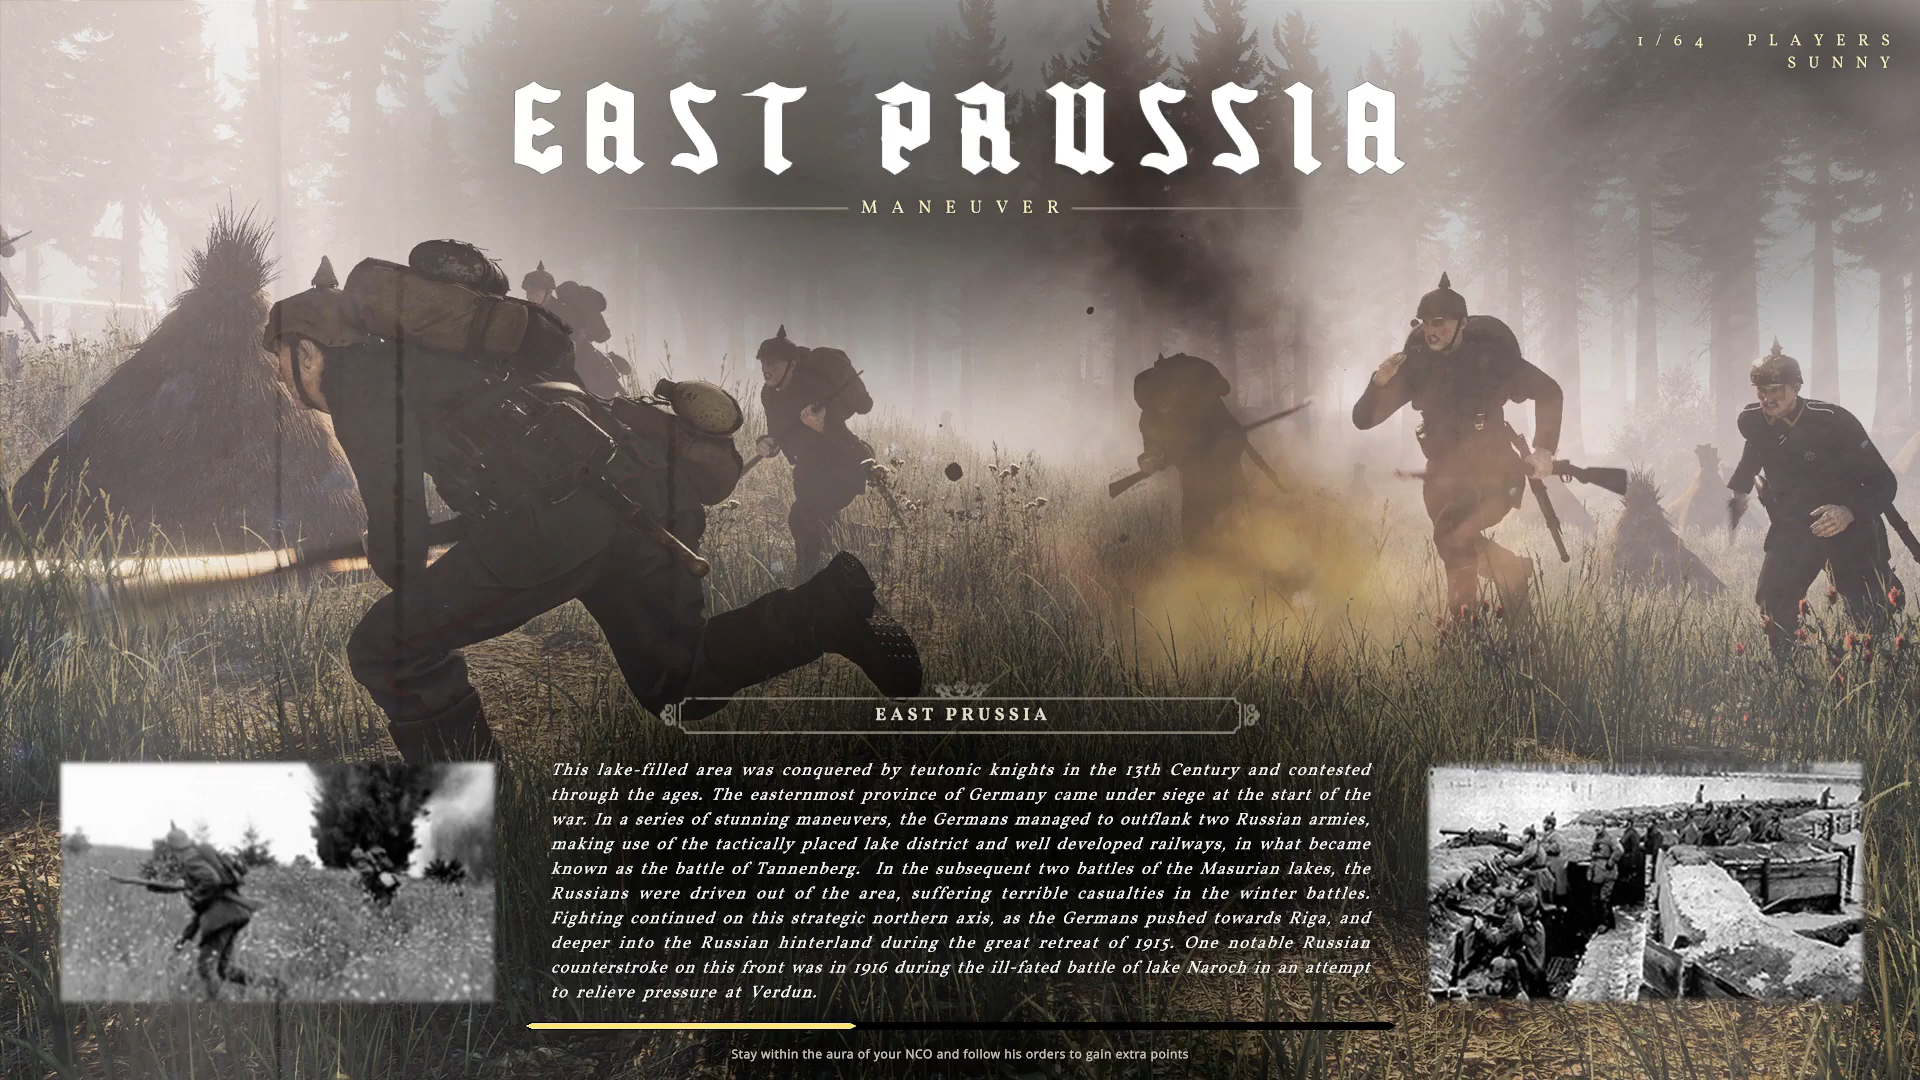 1/64 PLAYERS
SUNNY
EAST PRUSSIA
MANEUVER
EAST PRUSSIA
This lake-filled area was conquered by teutonic knights in the 13th Century and contested
through the ages. The easternmost province of Germany came under siege at the start of the
war. In a series of stunning maneuvers, the Germans managed to outflank two Russian armies,
making use of the tactically placed lake district and well developed railways, in what became
known as the battle of Tannenberg. In the subsequent two battles of the Masurian lakes, the
Russians were driven out of the area, suffering terrible casualties in the winter battles.
Fighting continued on this strategic northern axis, as the Germans pushed towards Riga, and
deeper into the Russian hinterland during the great retreat of 1915. One notable Russian
counterstroke on this front was in 1916 during the ill-fated battle of lake Naroch in an attempt
to relieve pressure at Verdun.
Stay within the aura of your NCO and follow his orders to gain extra points